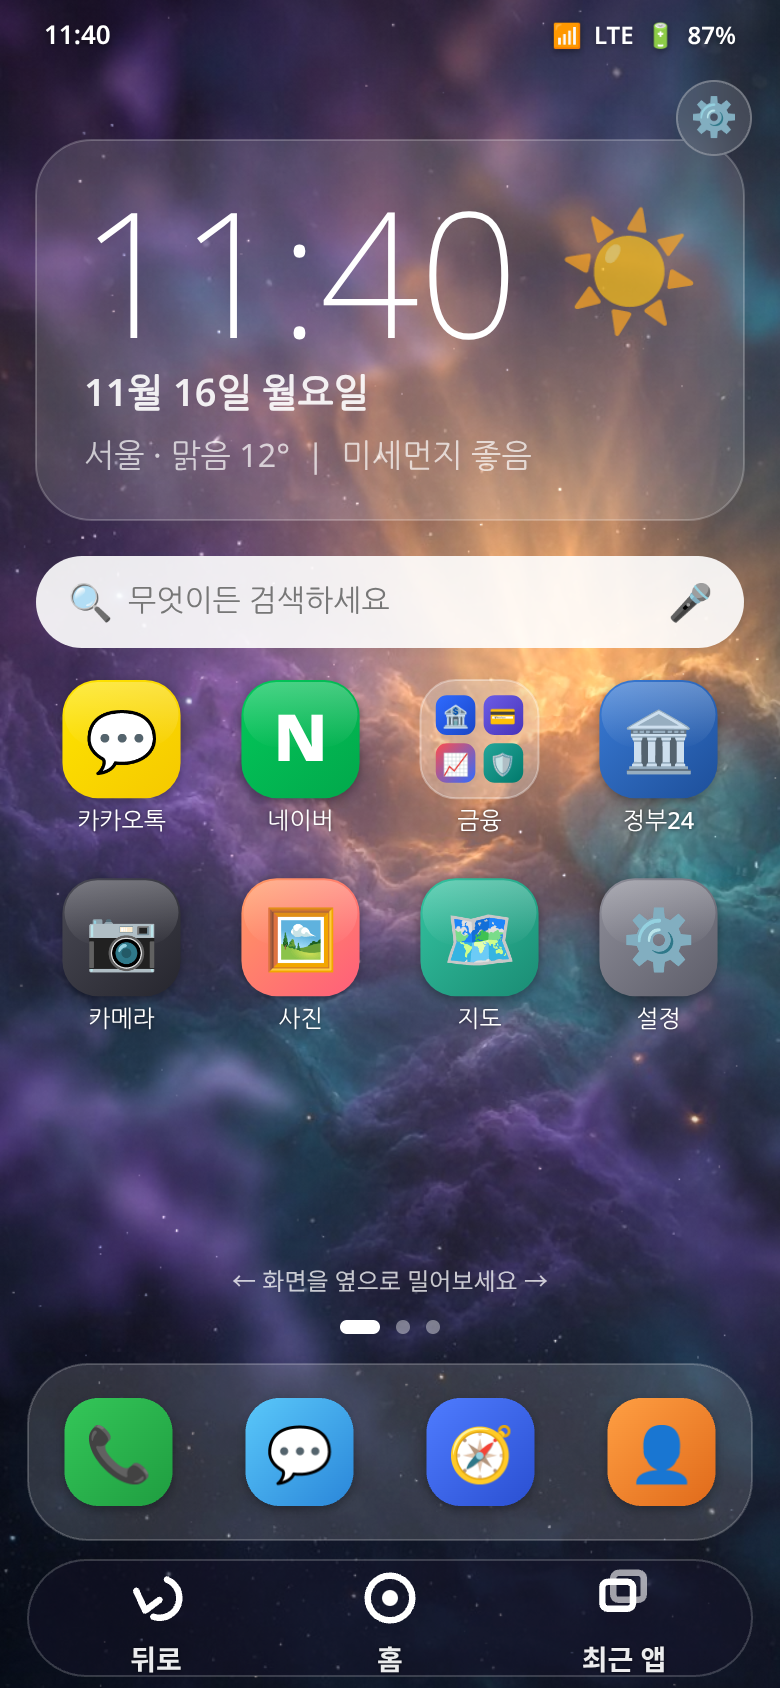 11:40 LTE 87%
11:40
11월 16일 월요일
서울 · 맑음 12° | 미세먼지 좋음
무엇이든 검색하세요
N
카카오톡 네이버 금융 정부24
카메라 사진 지도 설정
← 화면을 옆으로 밀어보세요 →
뒤로 홈 최근 앱